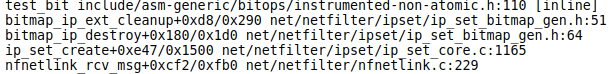 test_bit include/asm-generic/bitops/instrumented-non-atomic.h:110 [inline]
bitmap_ip_ext_cleanup+0xd8/0x290 net/netfilter/ipset/ip_set_bitmap_gen.h:51
bitmap_ip_destroy+0x180/0x1d0 net/netfilter/ipset/ip_set_bitmap_gen.h:64
ip_set_create+0xe47/0x1500 net/netfilter/ipset/ip_set_core.c:1165
nfnetlink_rcv_msg+0xcf2/0xfb0 net/netfilter/nfnetlink.c:229